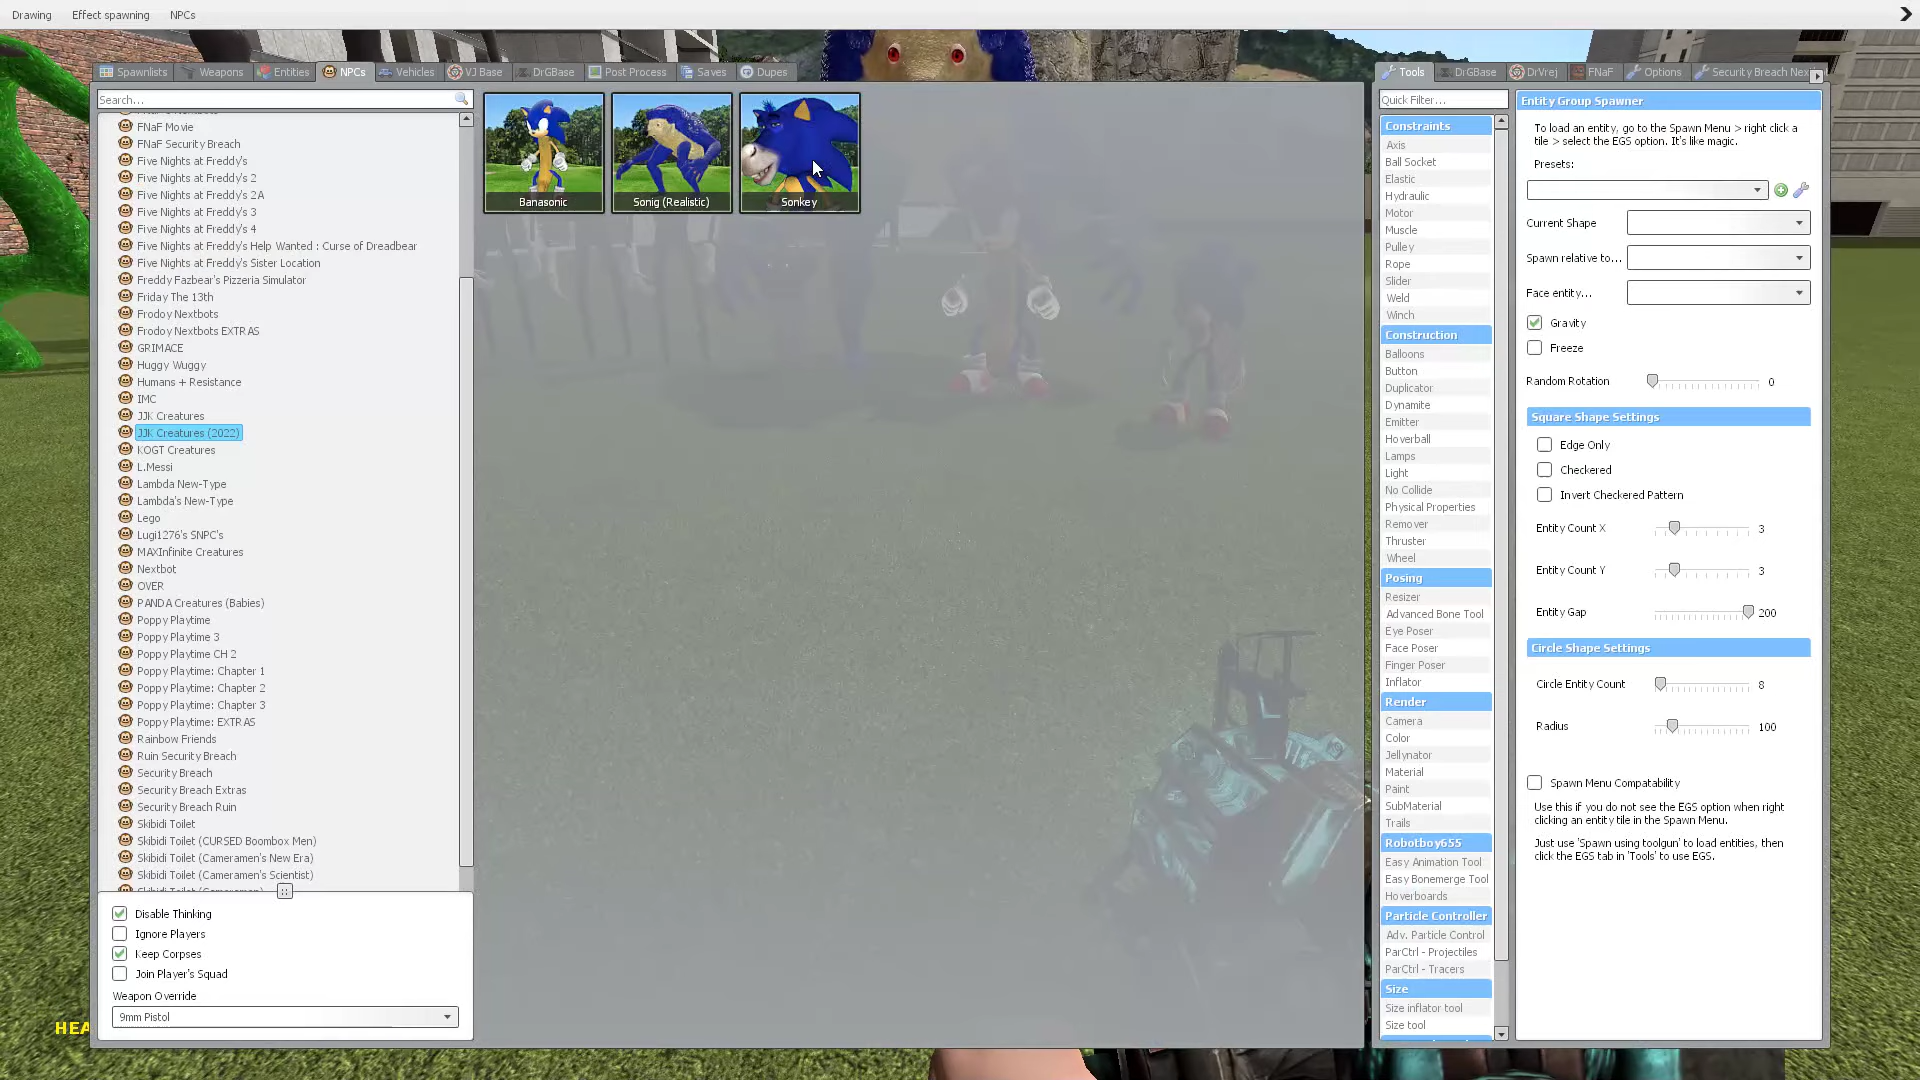 Drawing Effect spawning NPCs
Spawnlists Weapons Entities NPCs Vehicles VJ Base DrGBase Post Process Saves Dupes
Tools DrGBase DrVrej FNaF Options Security Breach
Search...
FNaF Movie
FNaF Security Breach
Five Nights at Freddy's
Five Nights at Freddy's 2
Five Nights at Freddy's 2A
Five Nights at Freddy's 3
Five Nights at Freddy's 4
Five Nights at Freddy's Help Wanted : Curse of Dreadbear
Five Nights at Freddy's Sister Location
Freddy Fazbear's Pizzeria Simulator
Friday The 13th
Frodoy Nextbots
Frodoy Nextbots EXTRAS
GRIMACE
Huggy Wuggy
Humans + Resistance
IMC
JJK Creatures
JJK Creatures (2022)
KOGT Creatures
L.Messi
Lambda New-Type
Lambda's New-Type
Lego
Lugi1276's SNPC's
MAXInfinite Creatures
Nextbot
OVER
PANDA Creatures (Babies)
Poppy Playtime
Poppy Playtime 3
Poppy Playtime CH 2
Poppy Playtime: Chapter 1
Poppy Playtime: Chapter 2
Poppy Playtime: Chapter 3
Poppy Playtime: EXTRAS
Rainbow Friends
Ruin Security Breach
Security Breach
Security Breach Extras
Security Breach Ruin
Skibidi Toilet
Skibidi Toilet (CURSED Boombox Men)
Skibidi Toilet (Cameramen's New Era)
Skibidi Toilet (Cameramen's Scientist)
Disable Thinking
Ignore Players
Keep Corpses
Join Player's Squad
Weapon Override
9mm Pistol
HEA
Banasonic
Sonig (Realistic)
Sonkey
Quick Filter...
Constraints
Axis
Ball Socket
Elastic
Hydraulic
Motor
Muscle
Pulley
Rope
Slider
Weld
Winch
Construction
Balloons
Button
Duplicator
Dynamite
Emitter
Hoverball
Lamps
Light
No Collide
Physical Properties
Remover
Thruster
Wheel
Posing
Resizer
Advanced Bone Tool
Eye Poser
Face Poser
Finger Poser
Inflator
Render
Camera
Color
Jellynator
Material
Paint
SubMaterial
Trails
Robotboy655
Easy Animation Tool
Easy Bonemerge Tool
Hoverboards
Particle Controller
Adv. Particle Control
ParCtrl - Projectiles
ParCtrl - Tracers
Size
Size inflator tool
Size tool
Entity Group Spawner
To load an entity, go to the Spawn Menu > right click a
tile > select the EGS option. It's like magic.
Presets:
Current Shape
Spawn relative to...
Face entity...
Gravity
Freeze
Random Rotation 0
Square Shape Settings
Edge Only
Checkered
Invert Checkered Pattern
Entity Count X 3
Entity Count Y 3
Entity Gap 200
Circle Shape Settings
Circle Entity Count 8
Radius 100
Spawn Menu Compatability
Use this if you do not see the EGS option when right
clicking an entity tile in the Spawn Menu.
Just use 'Spawn using toolgun' to load entities, then
click the EGS tab in 'Tools' to use EGS.